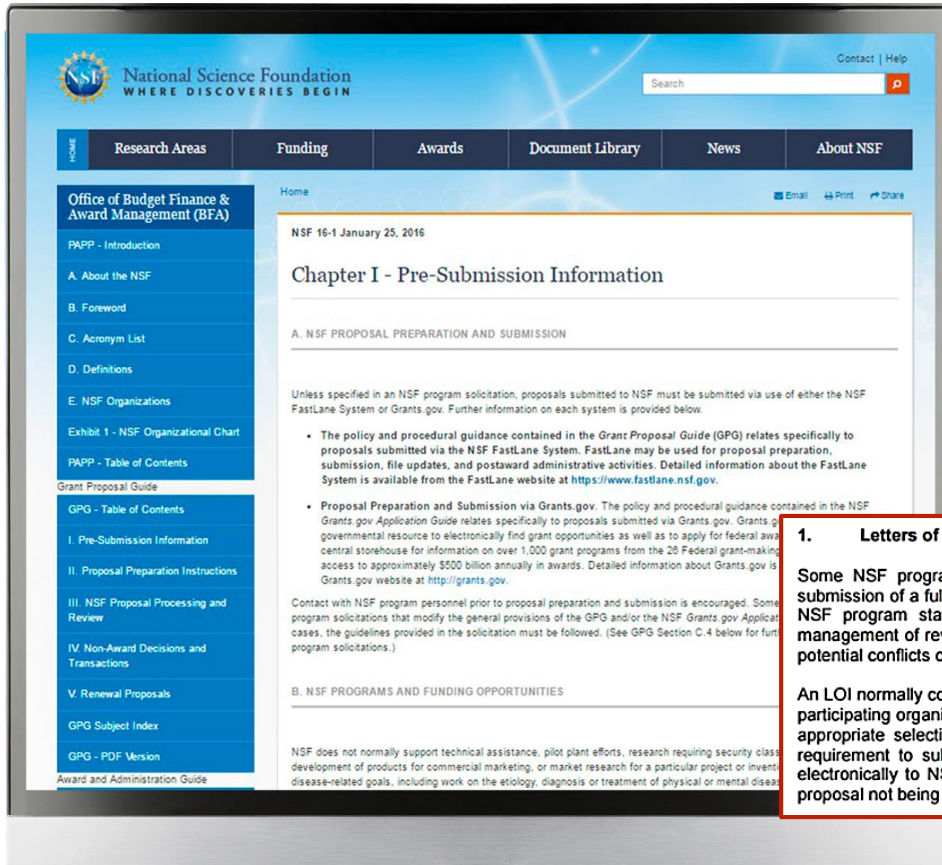 NSF
National Science Foundation
WHERE DISCOVERIES BEGIN
Contact | Help
Search
HOME
Research Areas
Funding
Awards
Document Library
News
About NSF
Office of Budget Finance &
Award Management (BFA)
PAPP - Introduction
A. About the NSF
B. Foreword
C. Acronym List
D. Definitions
E. NSF Organizations
Exhibit 1 - NSF Organizational Chart
PAPP - Table of Contents
Grant Proposal Guide
GPG - Table of Contents
I. Pre-Submission Information
II. Proposal Preparation Instructions
III. NSF Proposal Processing and
Review
IV. Non-Award Decisions and
Transactions
V. Renewal Proposals
GPG Subject Index
GPG - PDF Version
Award and Administration Guide
Home
Email
Print
Share
NSF 16-1 January 25, 2016
Chapter I - Pre-Submission Information
A. NSF PROPOSAL PREPARATION AND SUBMISSION
Unless specified in an NSF program solicitation, proposals submitted to NSF must be submitted via use of either the NSF
FastLane System or Grants.gov. Further information on each system is provided below.
• The policy and procedural guidance contained in the Grant Proposal Guide (GPG) relates specifically to
proposals submitted via the NSF FastLane System. FastLane may be used for proposal preparation,
submission, file updates, and postaward administrative activities. Detailed information about the FastLane
System is available from the FastLane website at https://www.fastlane.nsf.gov.
• Proposal Preparation and Submission via Grants.gov. The policy and procedural guidance contained in the NSF
Grants.gov Application Guide relates specifically to proposals submitted via Grants.gov. Grants.g
governmental resource to electronically find grant opportunities as well as to apply for federal awa
central storehouse for information on over 1,000 grant programs from the 26 Federal grant-making
access to approximately $500 billion annually in awards. Detailed information about Grants.gov is
Grants.gov website at http://grants.gov.
Contact with NSF program personnel prior to proposal preparation and submission is encouraged. Some
program solicitations that modify the general provisions of the GPG and/or the NSF Grants.gov Applicat
cases, the guidelines provided in the solicitation must be followed. (See GPG Section C.4 below for furt
program solicitations.)
B. NSF PROGRAMS AND FUNDING OPPORTUNITIES
NSF does not normally support technical assistance, pilot plant efforts, research requiring security class
development of products for commercial marketing, or market research for a particular project or inventi
disease-related goals, including work on the etiology, diagnosis or treatment of physical or mental diseas
1. Letters of
Some NSF progra
submission of a ful
NSF program sta
management of rev
potential conflicts o
An LOI normally co
participating organi
appropriate selecti
requirement to sul
electronically to NS
proposal not being